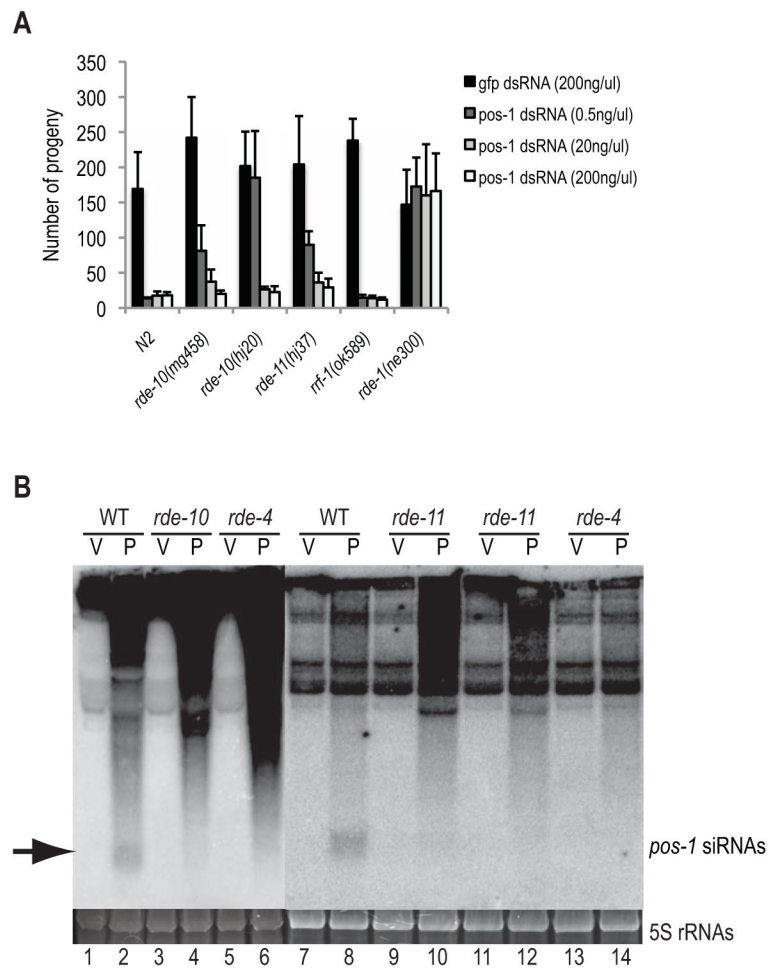 A
350
300
250
200
150
100
50
0
Number of progeny
gfp dsRNA (200ng/ul)
pos-1 dsRNA (0.5ng/ul)
pos-1 dsRNA (20ng/ul)
pos-1 dsRNA (200ng/ul)
N2
rde-10(mg458)
rde-10(hj20)
rde-11(hj37)
rrf-1(ok589)
rde-1(ne300)
B
WT rde-10 rde-4 WT rde-11 rde-11 rde-4
V P V P V P V P V P V P V P
pos-1 siRNAs
5S rRNAs
1 2 3 4 5 6 7 8 9 10 11 12 13 14